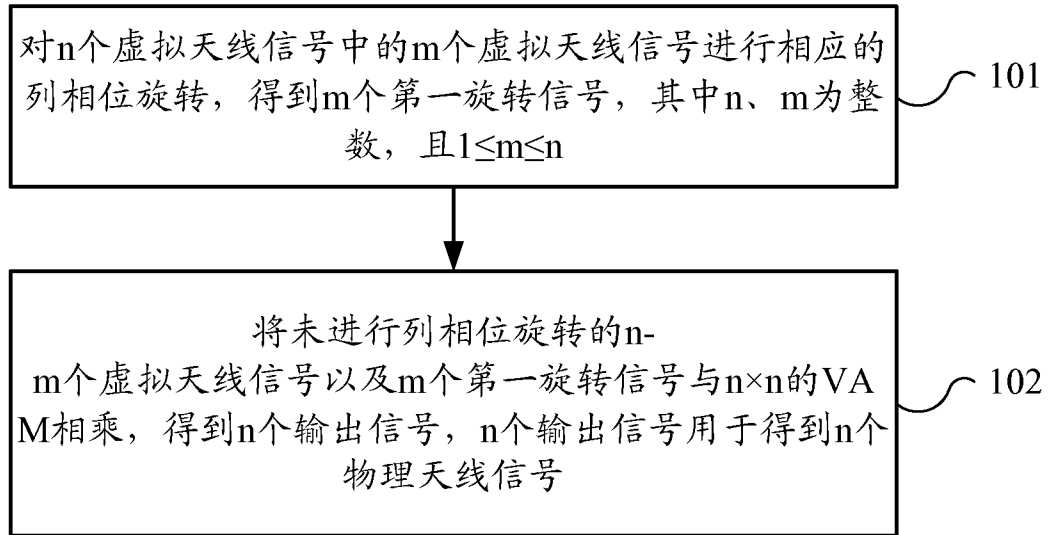 对n个虚拟天线信号中的m个虚拟天线信号进行相应的
列相位旋转，得到m个第一旋转信号，其中n、m为整
数，且1≤m≤n
101
将未进行列相位旋转的n-
m个虚拟天线信号以及m个第一旋转信号与n×n的VA
M相乘，得到n个输出信号，n个输出信号用于得到n个
物理天线信号
102